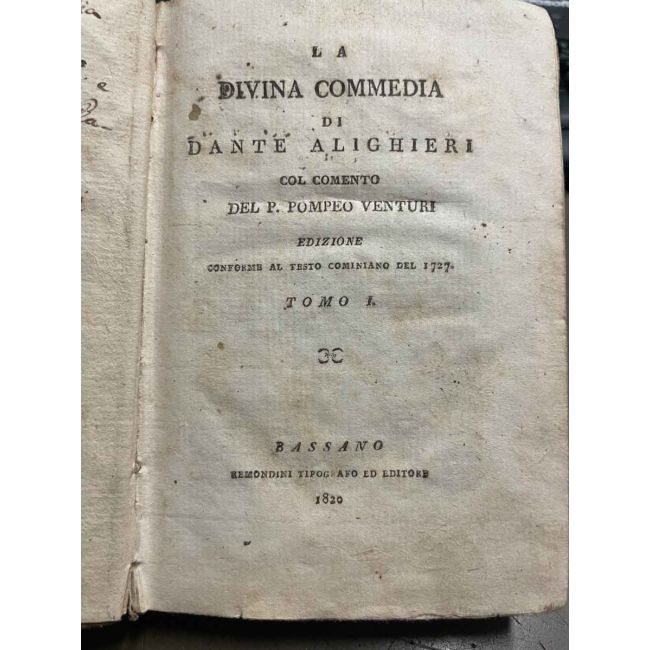 LA
DIVINA COMMEDIA
DI
DANTE ALIGHIERI
COL COMENTO
DEL P. POMPEO VENTURI
EDIZIONE
CONFORME AL TESTO COMINIANO DEL 1727.
TOMO I.
BASSANO
REMONDINI TIPOGRAFO ED EDITORE
1820